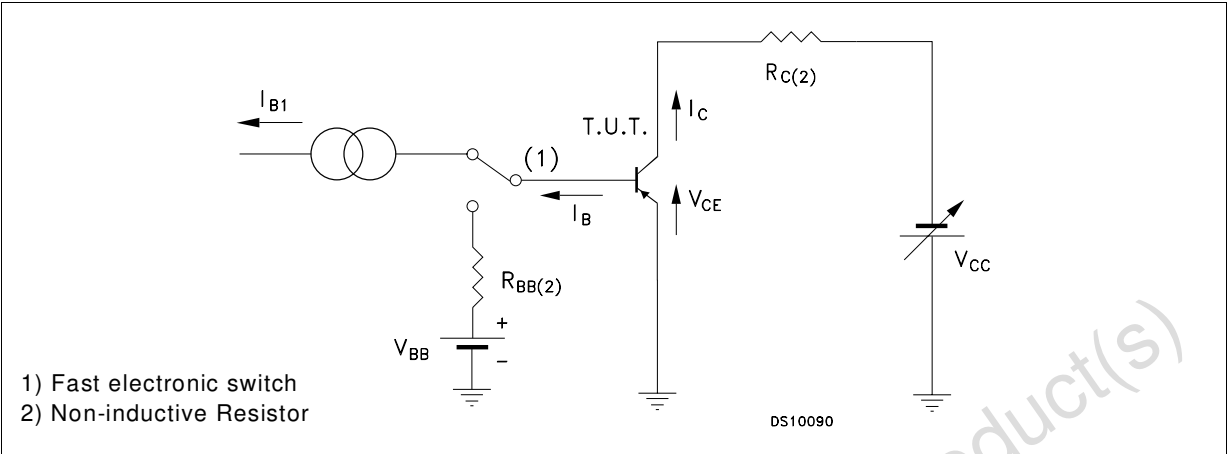 I_B1
R_C(2)
T.U.T.
I_C
(1)
I_B
V_CE
R_BB(2)
V_CC
V_BB
+
−
1) Fast electronic switch
2) Non-inductive Resistor
DS10090